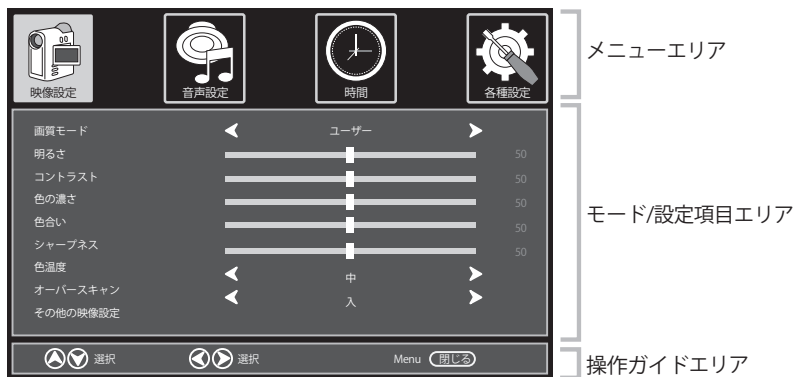 映像設定 音声設定 時間 各種設定
メニューエリア
画質モード ユーザー
明るさ 50
コントラスト 50
色の濃さ 50
色合い 50
シャープネス 50
色温度 中
オーバースキャン 入
その他の映像設定
モード/設定項目エリア
選択 選択 Menu 閉じる
操作ガイドエリア